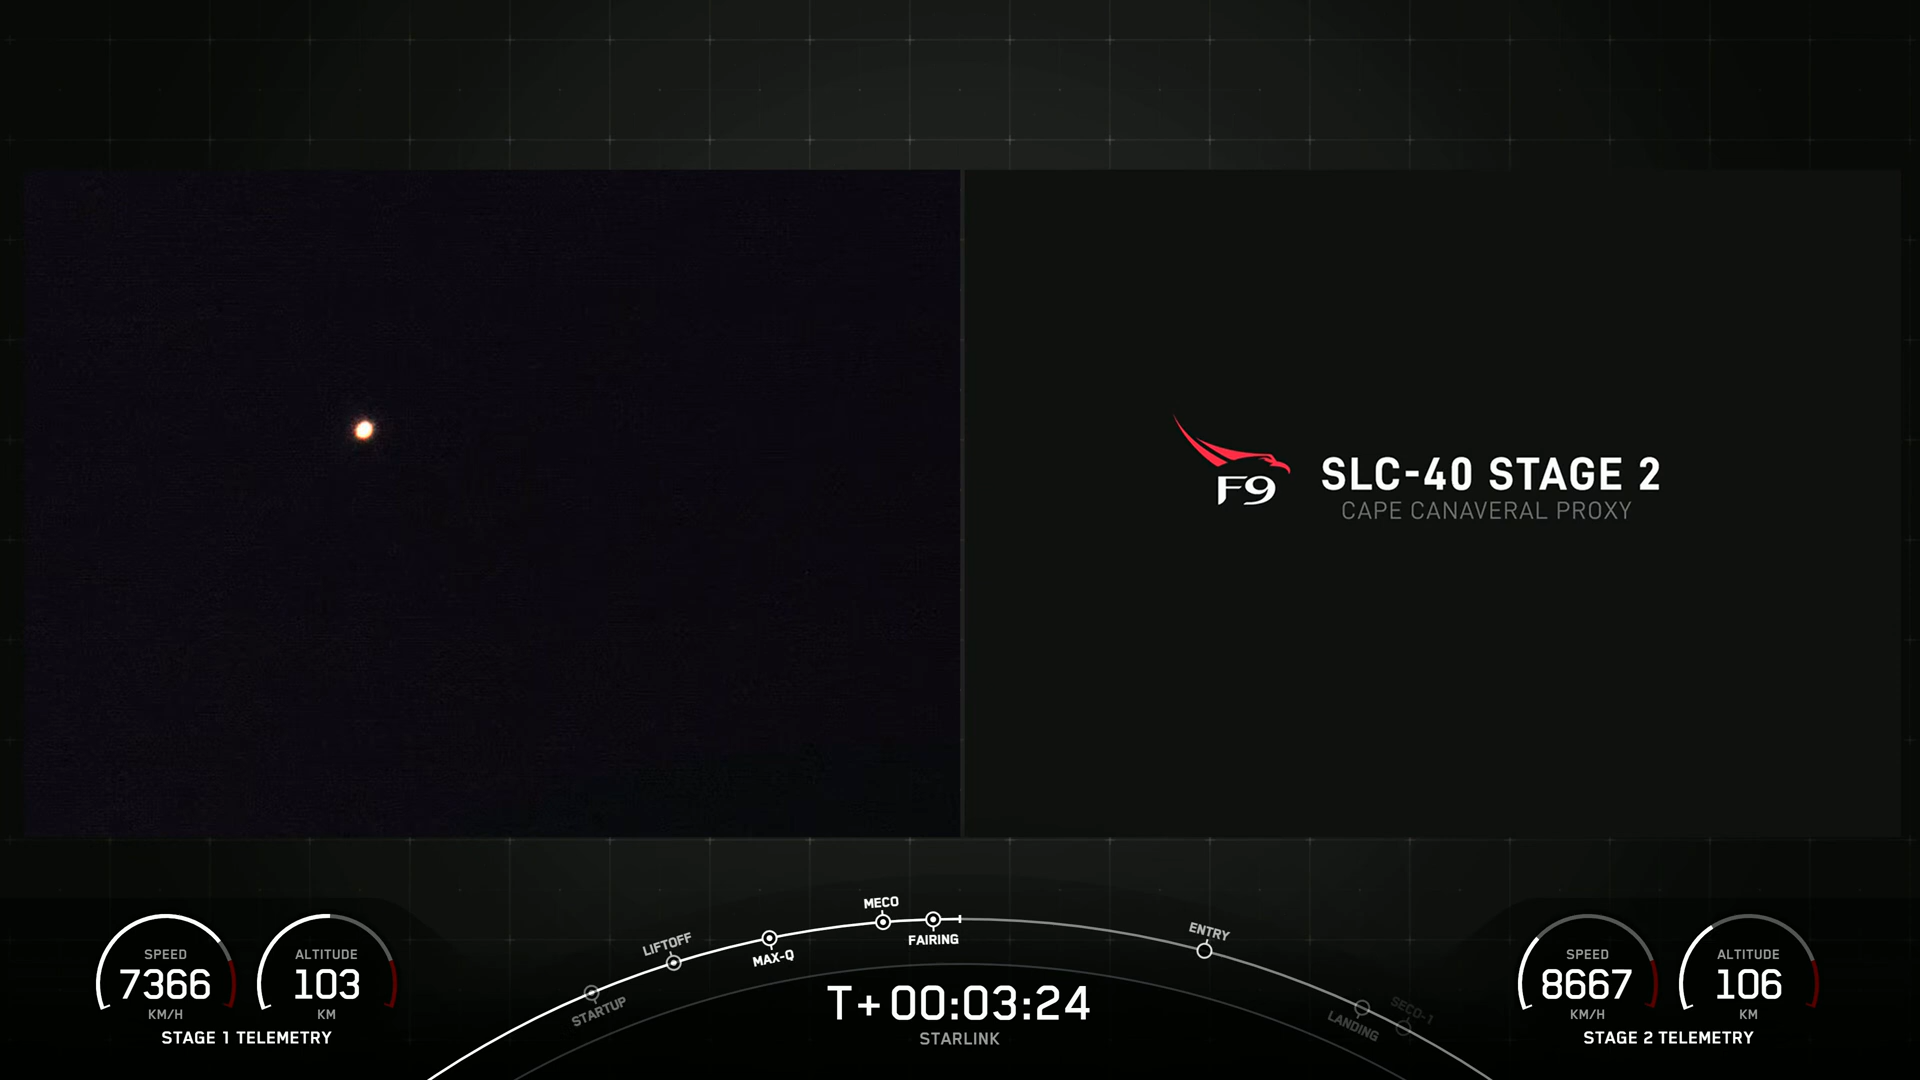 F9
SLC-40 STAGE 2
CAPE CANAVERAL PROXY
SPEED
7366
KM/H
ALTITUDE
103
KM
STAGE 1 TELEMETRY
STARTUP
LIFTOFF
MAX-Q
MECO
FAIRING
ENTRY
LANDING
SECO-1
T+00:03:24
STARLINK
SPEED
8667
KM/H
ALTITUDE
106
KM
STAGE 2 TELEMETRY